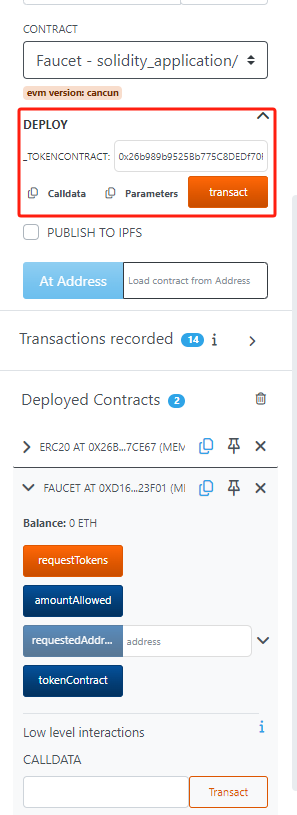 CONTRACT
Faucet - solidity_application/
evm version: cancun
DEPLOY
_TOKENCONTRACT: 0x26b989b9525Bb775C8DEDf70
Calldata Parameters transact
PUBLISH TO IPFS
At Address Load contract from Address
Transactions recorded 14 i
Deployed Contracts 2
ERC20 AT 0X26B...7CE67 (MEM
FAUCET AT 0XD16...23F01 (M
Balance: 0 ETH
requestTokens
amountAllowed
requestedAddr... address
tokenContract
Low level interactions i
CALLDATA
Transact